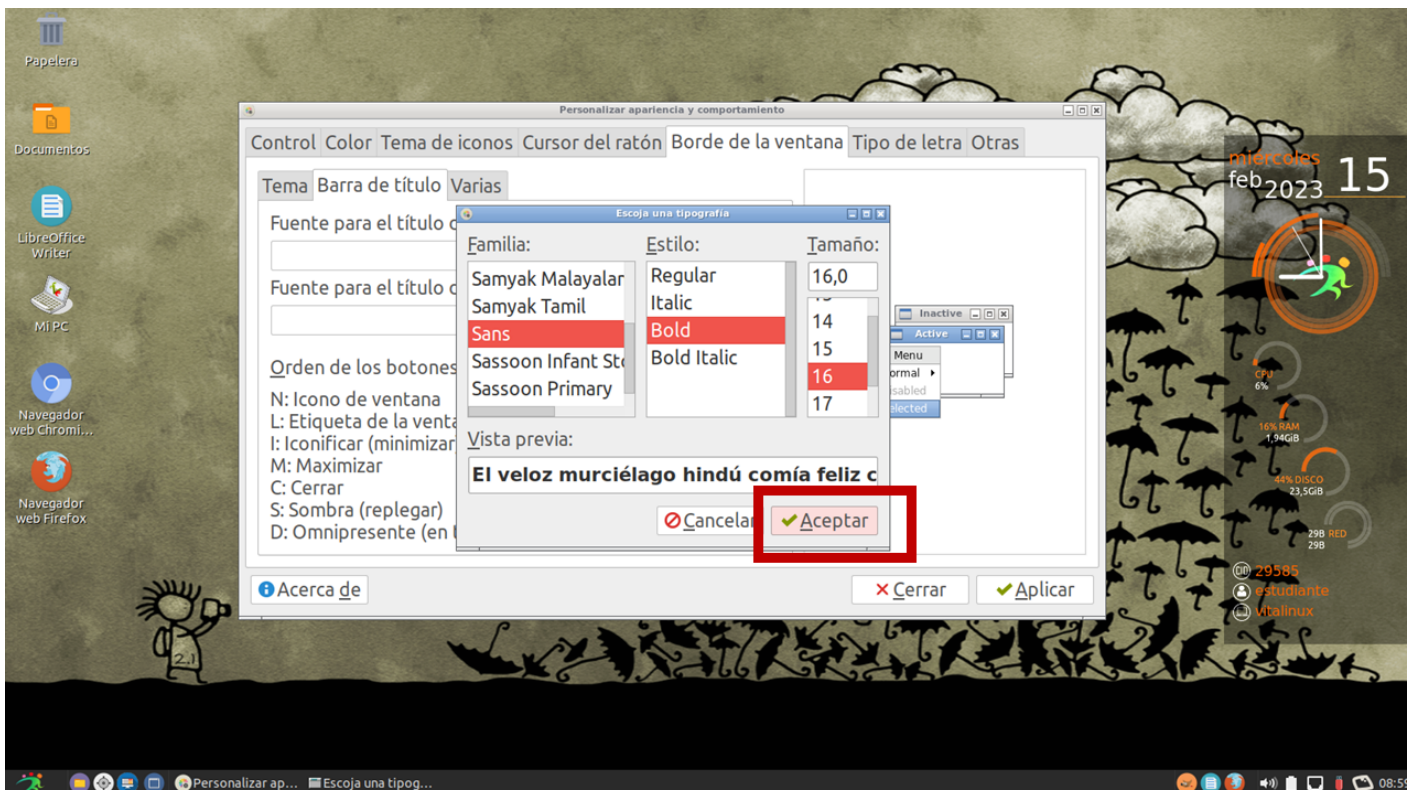 Papelera
Documentos
LibreOffice
Writer
Mi PC
Navegador
web Chromi...
Navegador
web Firefox
Personalizar apariencia y comportamiento
Control Color Tema de iconos Cursor del ratón Borde de la ventana Tipo de letra Otras
Tema Barra de título Varias
Fuente para el título
Fuente para el título
Orden de los botones
N: Icono de ventana
L: Etiqueta de la venta
I: Iconificar (minimizar
M: Maximizar
C: Cerrar
S: Sombra (replegar)
D: Omnipresente (en
Acerca de
Cerrar
Aplicar
Escoja una tipografía
Familia:
Samyak Malayalar
Samyak Tamil
Sans
Sassoon Infant Sto
Sassoon Primary
Estilo:
Regular
Italic
Bold
Bold Italic
Tamaño:
16,0
14
15
16
17
Vista previa:
El veloz murciélago hindú comía feliz c
Cancelar
Aceptar
Inactive
Active
Menu
ormal
isabled
elected
miércoles
feb 2023 15
CPU
6%
16% RAM
1,94GiB
44% DISCO
23,5GiB
29B RED
29B
29585
estudiante
vitalinux
2.1
Personalizar ap... Escoja una tipog...
08:59